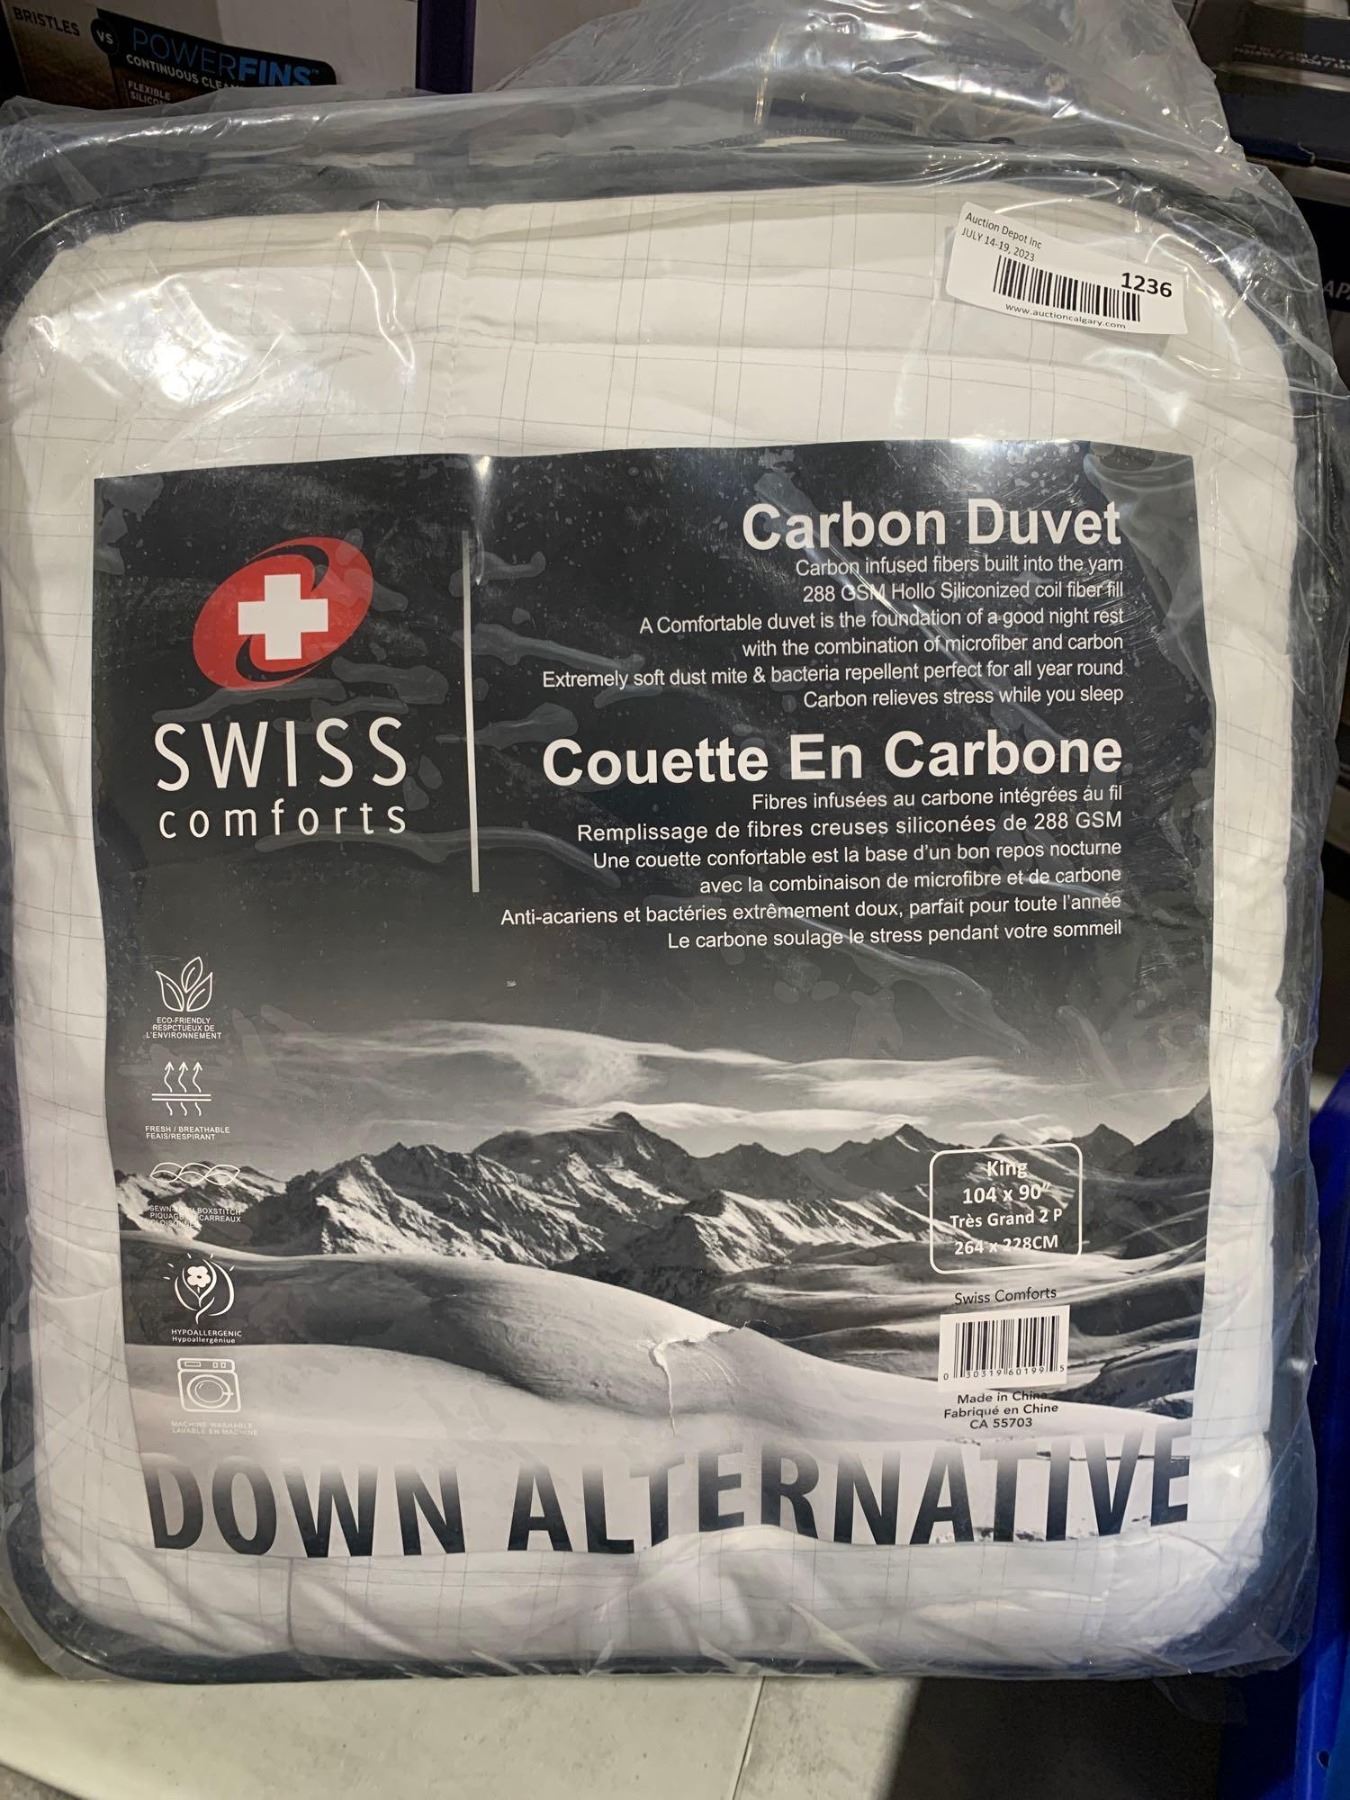 BRISTLES
VS
POWERFINS™
CONTINUOUS
FLEXIBLE
Auction Depot Inc
JULY 14-19, 2023
1236
www.auctioncalgary.com
Carbon Duvet
Carbon infused fibers built into the yarn
288 GSM Hollo Siliconized coil fiber fill
A Comfortable duvet is the foundation of a good night rest
with the combination of microfiber and carbon
Extremely soft dust mite & bacteria repellent perfect for all year round
Carbon relieves stress while you sleep
SWISS
comforts
Couette En Carbone
Fibres infusées au carbone intégrées au fil
Remplissage de fibres creuses siliconées de 288 GSM
Une couette confortable est la base d'un bon repos nocturne
avec la combinaison de microfibre et de carbone
Anti-acariens et bactéries extrêmement doux, parfait pour toute l'année
Le carbone soulage le stress pendant votre sommeil
ECO-FRIENDLY
RESPCTUEUX DE
L'ENVIRONNEMENT
FRESH / BREATHABLE
FEAIS/RESPIRANT
BOXSTITCH
CARREAUX
HYPOALLERGENIC
Hypoallergéniue
MACHINE WASHABLE
LAVABLE EN MACHINE
King
104 x 90"
Très Grand 2 P
264 x 228CM
Swiss Comforts
0 30319 60199 5
Made in China
Fabriqué en Chine
CA 55703
DOWN ALTERNATIVE